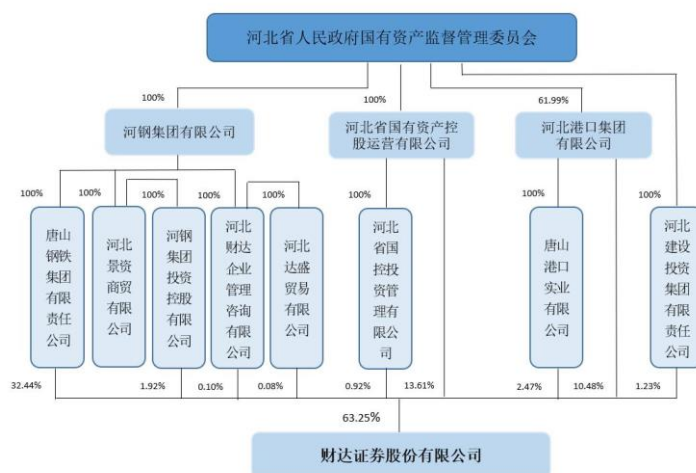 河北省人民政府国有资产监督管理委员会
100%
100%
61.99%
河钢集团有限公司
河北省国有资产控
股运营有限公司
河北港口集团
有限公司
100%
100%
100%
100%
100%
100%
100%
100%
唐山
钢铁
集团
有限
责任
公司
河北
景资
商贸
有限
公司
河钢
集团
投资
控股
有限
公司
河北
财达
企业
管理
咨询
有限
公司
河北
达盛
贸易
有限
公司
河北
省国
控投
资管
理有
限公
司
唐山
港口
实业
有限
公司
河北
建设
投资
集团
有限
责任
公司
32.44%
1.92%
0.10%
0.08%
0.92%
13.61%
2.47%
10.48%
1.23%
63.25%
财达证券股份有限公司